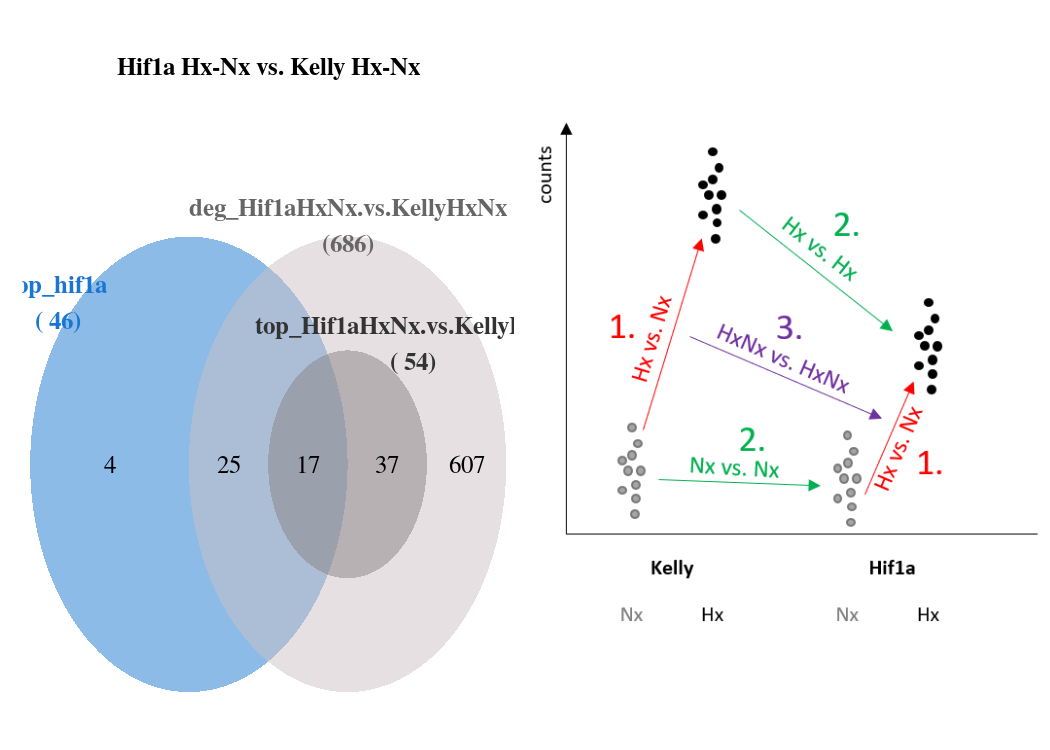 Hif1a Hx-Nx vs. Kelly Hx-Nx
deg_Hif1aHxNx.vs.KellyHxNx
(686)
op_hif1a
( 46)
top_Hif1aHxNx.vs.Kelly
( 54)
4
25
17
37
607
counts
2.
Hx vs. Hx
1.
Hx vs. Nx
3.
HxNx vs. HxNx
2.
Nx vs. Nx
Hx vs. Nx
1.
Kelly
Hif1a
Nx
Hx
Nx
Hx